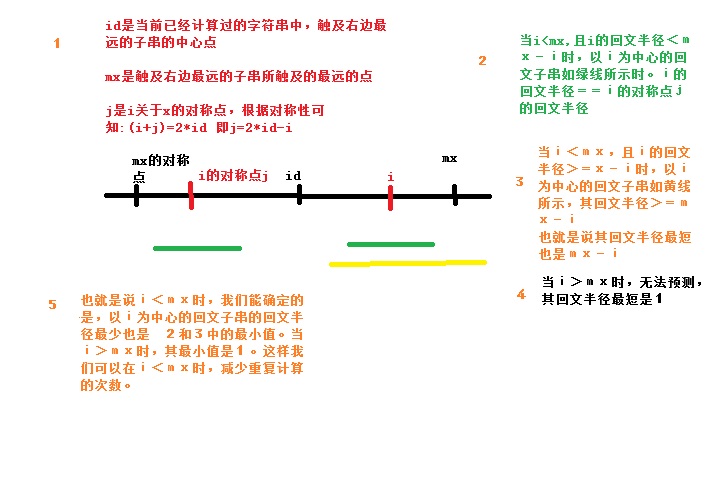 1
id是当前已经计算过的字符串中，触及右边最
远的子串的中心点
mx是触及右边最远的子串所触及的最远的点
j是i关于x的对称点，根据对称性可
知:(i+j)=2*id 即j=2*id-i
2
当i<mx,且i的回文半径＜ｍ
ｘ－ｉ时，以ｉ为中心的回
文子串如绿线所示时。ｉ的
回文半径＝＝ｉ的对称点ｊ
的回文半径
mx的对称
点
i的对称点j
id
i
mx
3
当ｉ＜ｍｘ，且ｉ的回文
半径＞＝ｘ－ｉ时，以ｉ
为中心的回文子串如黄线
所示，其回文半径＞＝ｍ
ｘ－ｉ
也就是说其回文半径最短
也是ｍｘ－ｉ
4
当ｉ＞ｍｘ时，无法预测，
其回文半径最短是１
5
也就是说ｉ＜ｍｘ时，我们能确定的
是，以ｉ为中心的回文子串的回文半
径最少也是　２和３中的最小值。当
ｉ＞ｍｘ时，其最小值是１。这样我
们可以在ｉ＜ｍｘ时，减少重复计算
的次数。